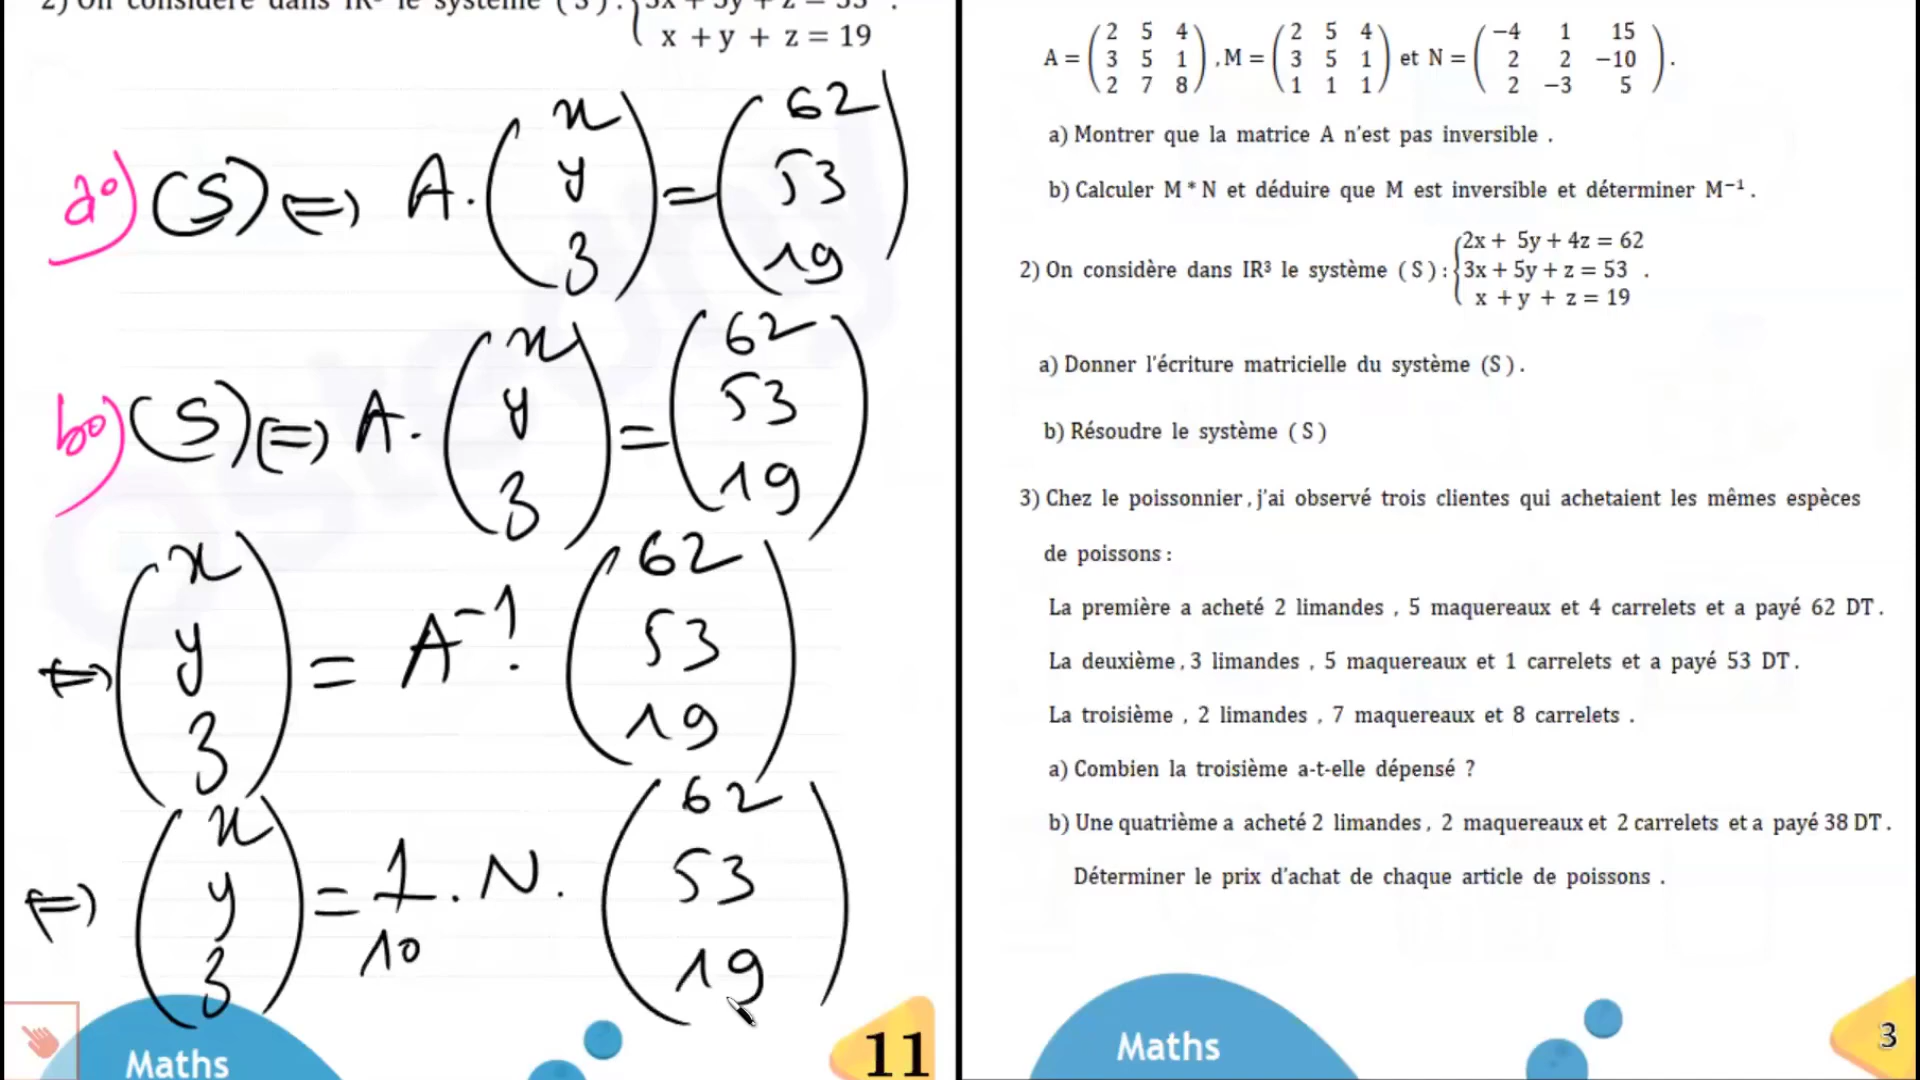 2) On considère dans IR³ le système ( S ) : { 3x + 5y + z = 53 .
x + y + z = 19
a°) (S) ⇔ A . (x y z) = (62 53 19)
b°) (S) ⇔ A . (x y z) = (62 53 19)
⇔ (x y z) = A⁻¹ . (62 53 19)
⇔ (x y z) = 1/10 . N . (62 53 19)
Maths
11
A = ( 2 5 4 ; 3 5 1 ; 2 7 8 ) , M = ( 2 5 4 ; 3 5 1 ; 1 1 1 ) et N = ( −4 1 15 ; 2 2 −10 ; 2 −3 5 ) .
a) Montrer que la matrice A n'est pas inversible .
b) Calculer M * N et déduire que M est inversible et déterminer M⁻¹ .
2x + 5y + 4z = 62
2) On considère dans IR³ le système ( S ) : { 3x + 5y + z = 53 .
x + y + z = 19
a) Donner l'écriture matricielle du système (S) .
b) Résoudre le système ( S )
3) Chez le poissonnier , j'ai observé trois clientes qui achetaient les mêmes espèces
de poissons :
La première a acheté 2 limandes , 5 maquereaux et 4 carrelets et a payé 62 DT .
La deuxième , 3 limandes , 5 maquereaux et 1 carrelets et a payé 53 DT .
La troisième , 2 limandes , 7 maquereaux et 8 carrelets .
a) Combien la troisième a-t-elle dépensé ?
b) Une quatrième a acheté 2 limandes , 2 maquereaux et 2 carrelets et a payé 38 DT .
Déterminer le prix d'achat de chaque article de poissons .
Maths
3